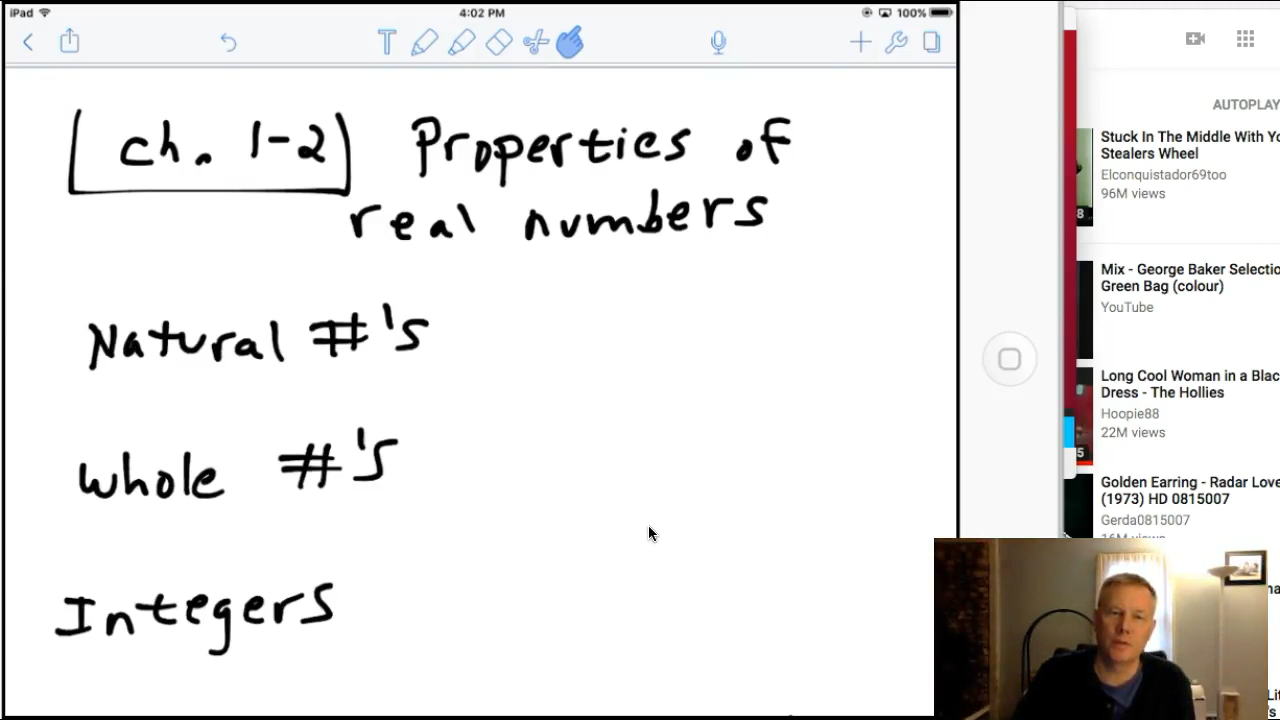 iPad
4:02 PM
100%
T
ch. 1-2 Properties of
real numbers
Natural #'s
Whole #'s
Integers
AUTOPLAY
Stuck In The Middle With Yo
Stealers Wheel
Elconquistador69too
96M views
8
Mix - George Baker Selectio
Green Bag (colour)
YouTube
Long Cool Woman in a Blac
Dress - The Hollies
Hoopie88
22M views
5
Golden Earring - Radar Love
(1973) HD 0815007
Gerda0815007